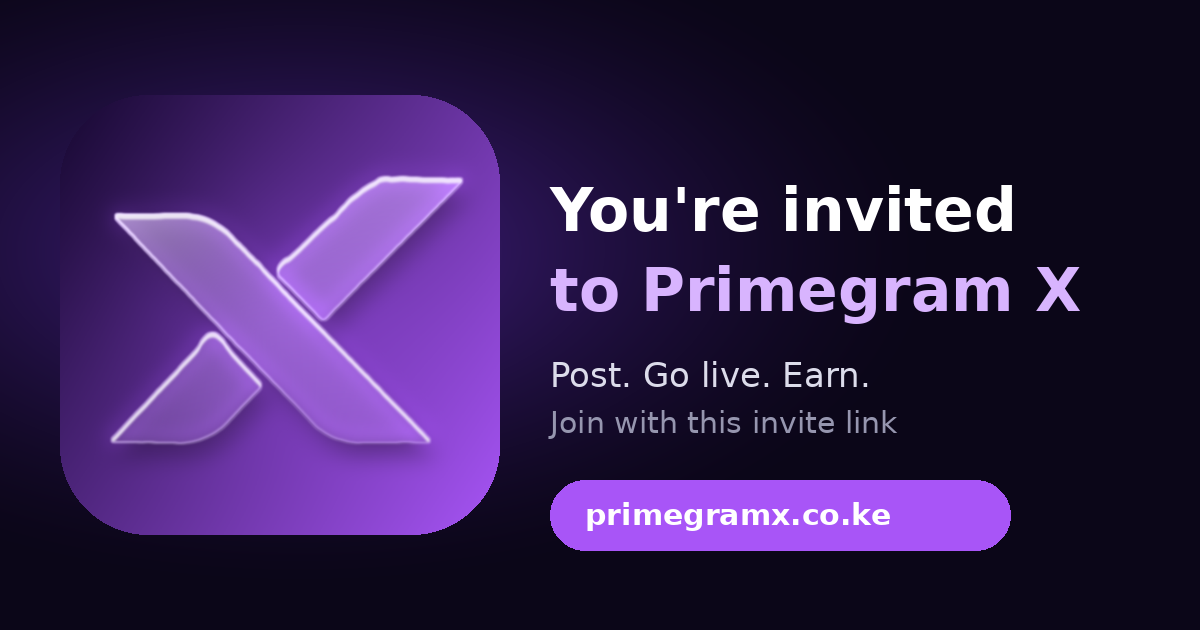 You're invited
to Primegram X
Post. Go live. Earn.
Join with this invite link
primegramx.co.ke